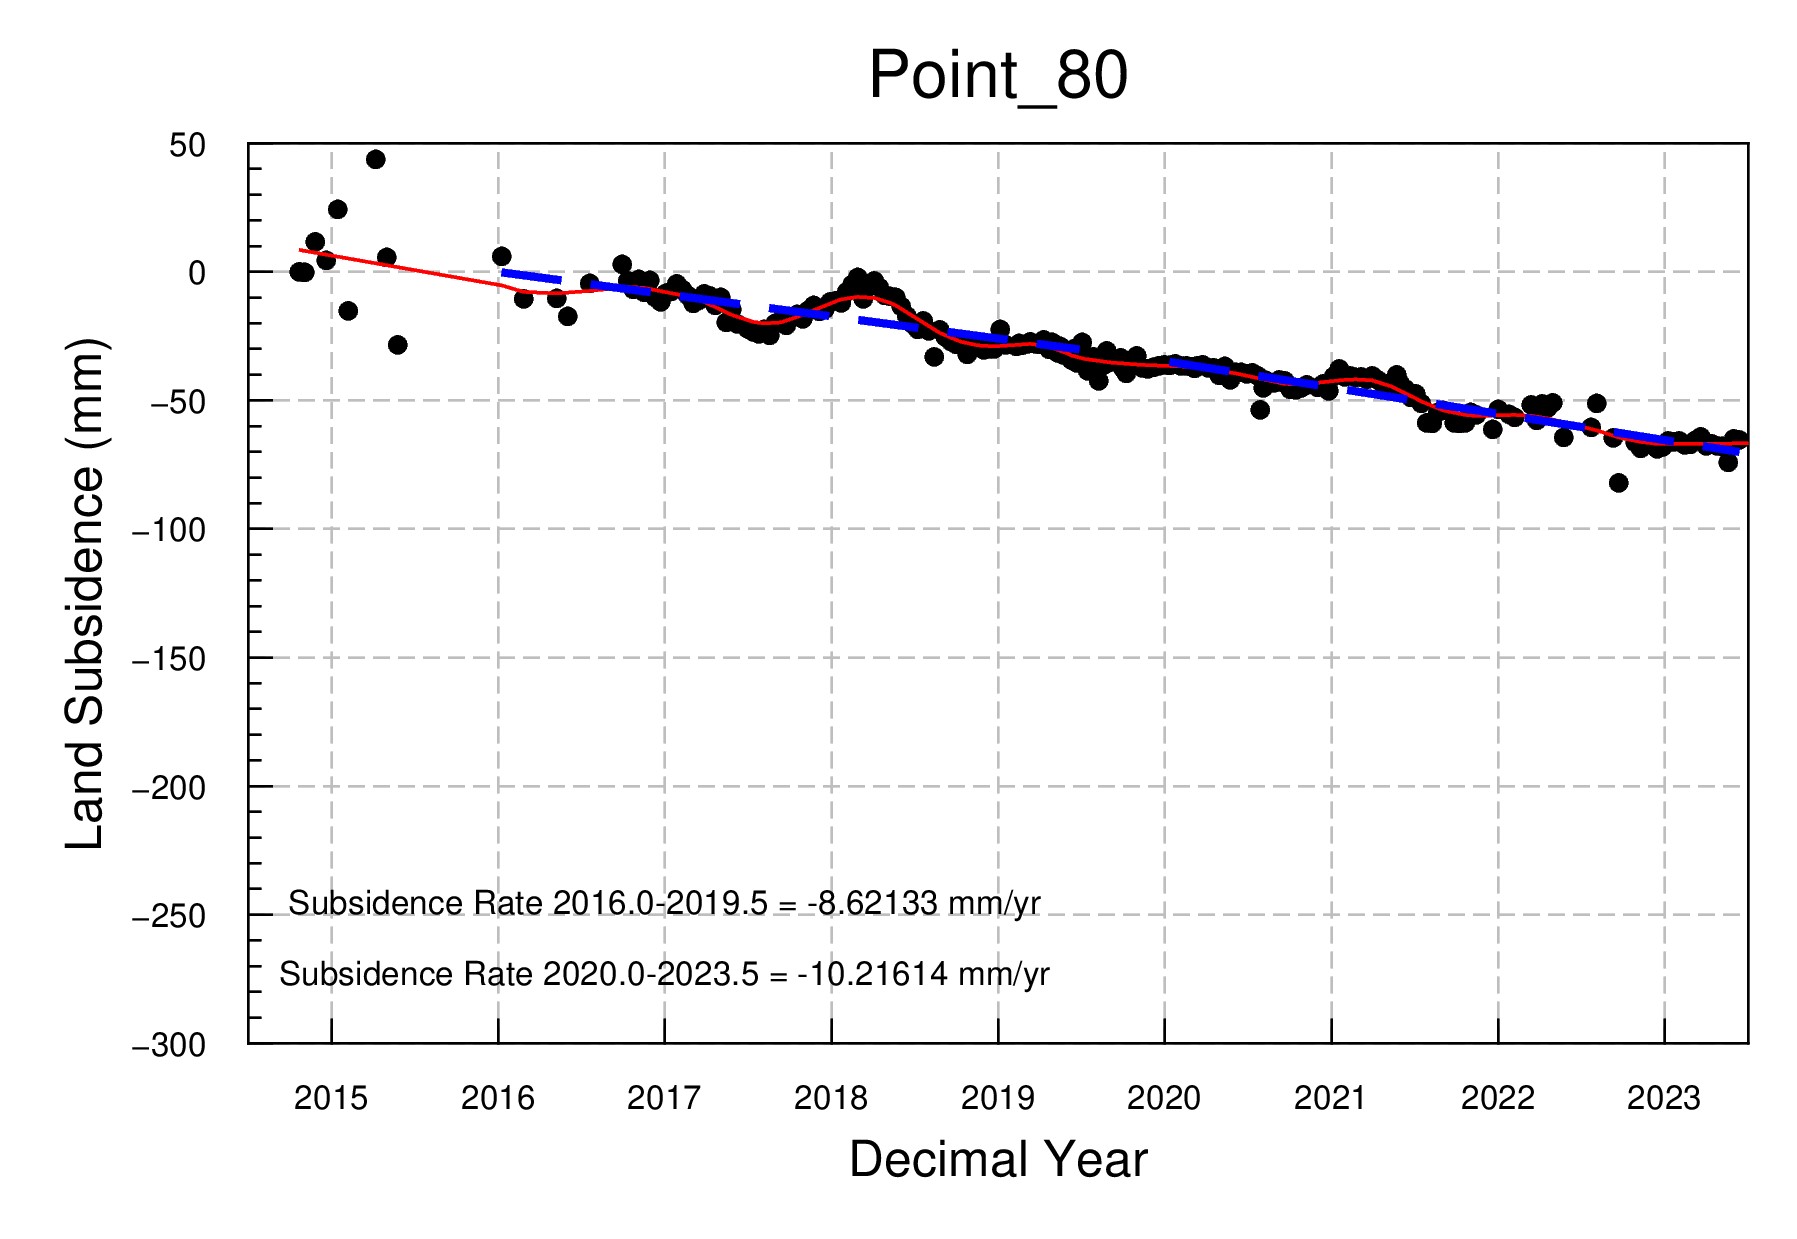 Point_80
50
0
−50
−100
−150
−200
−250
−300
Land Subsidence (mm)
Subsidence Rate 2016.0-2019.5 = -8.62133 mm/yr
Subsidence Rate 2020.0-2023.5 = -10.21614 mm/yr
2015 2016 2017 2018 2019 2020 2021 2022 2023
Decimal Year